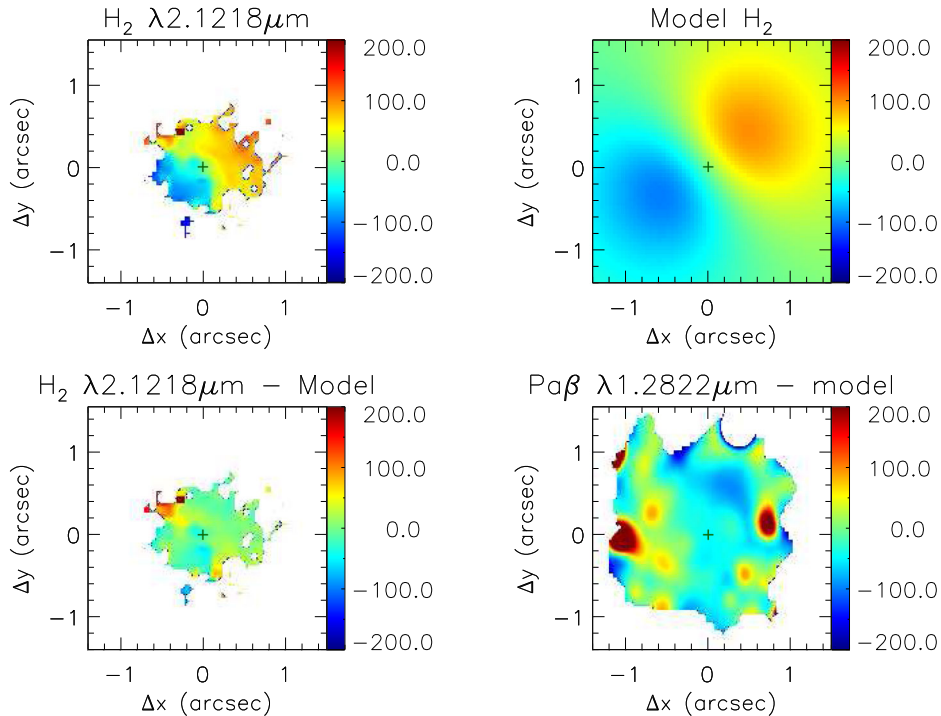 H₂ λ2.1218μm
Δy (arcsec)
1
0
−1
−1 0 1
Δx (arcsec)
200.0
100.0
0.0
−100.0
−200.0
Model H₂
Δy (arcsec)
1
0
−1
−1 0 1
Δx (arcsec)
200.0
100.0
0.0
−100.0
−200.0
H₂ λ2.1218μm − Model
Δy (arcsec)
1
0
−1
−1 0 1
Δx (arcsec)
200.0
100.0
0.0
−100.0
−200.0
Paβ λ1.2822μm − model
Δy (arcsec)
1
0
−1
−1 0 1
Δx (arcsec)
200.0
100.0
0.0
−100.0
−200.0